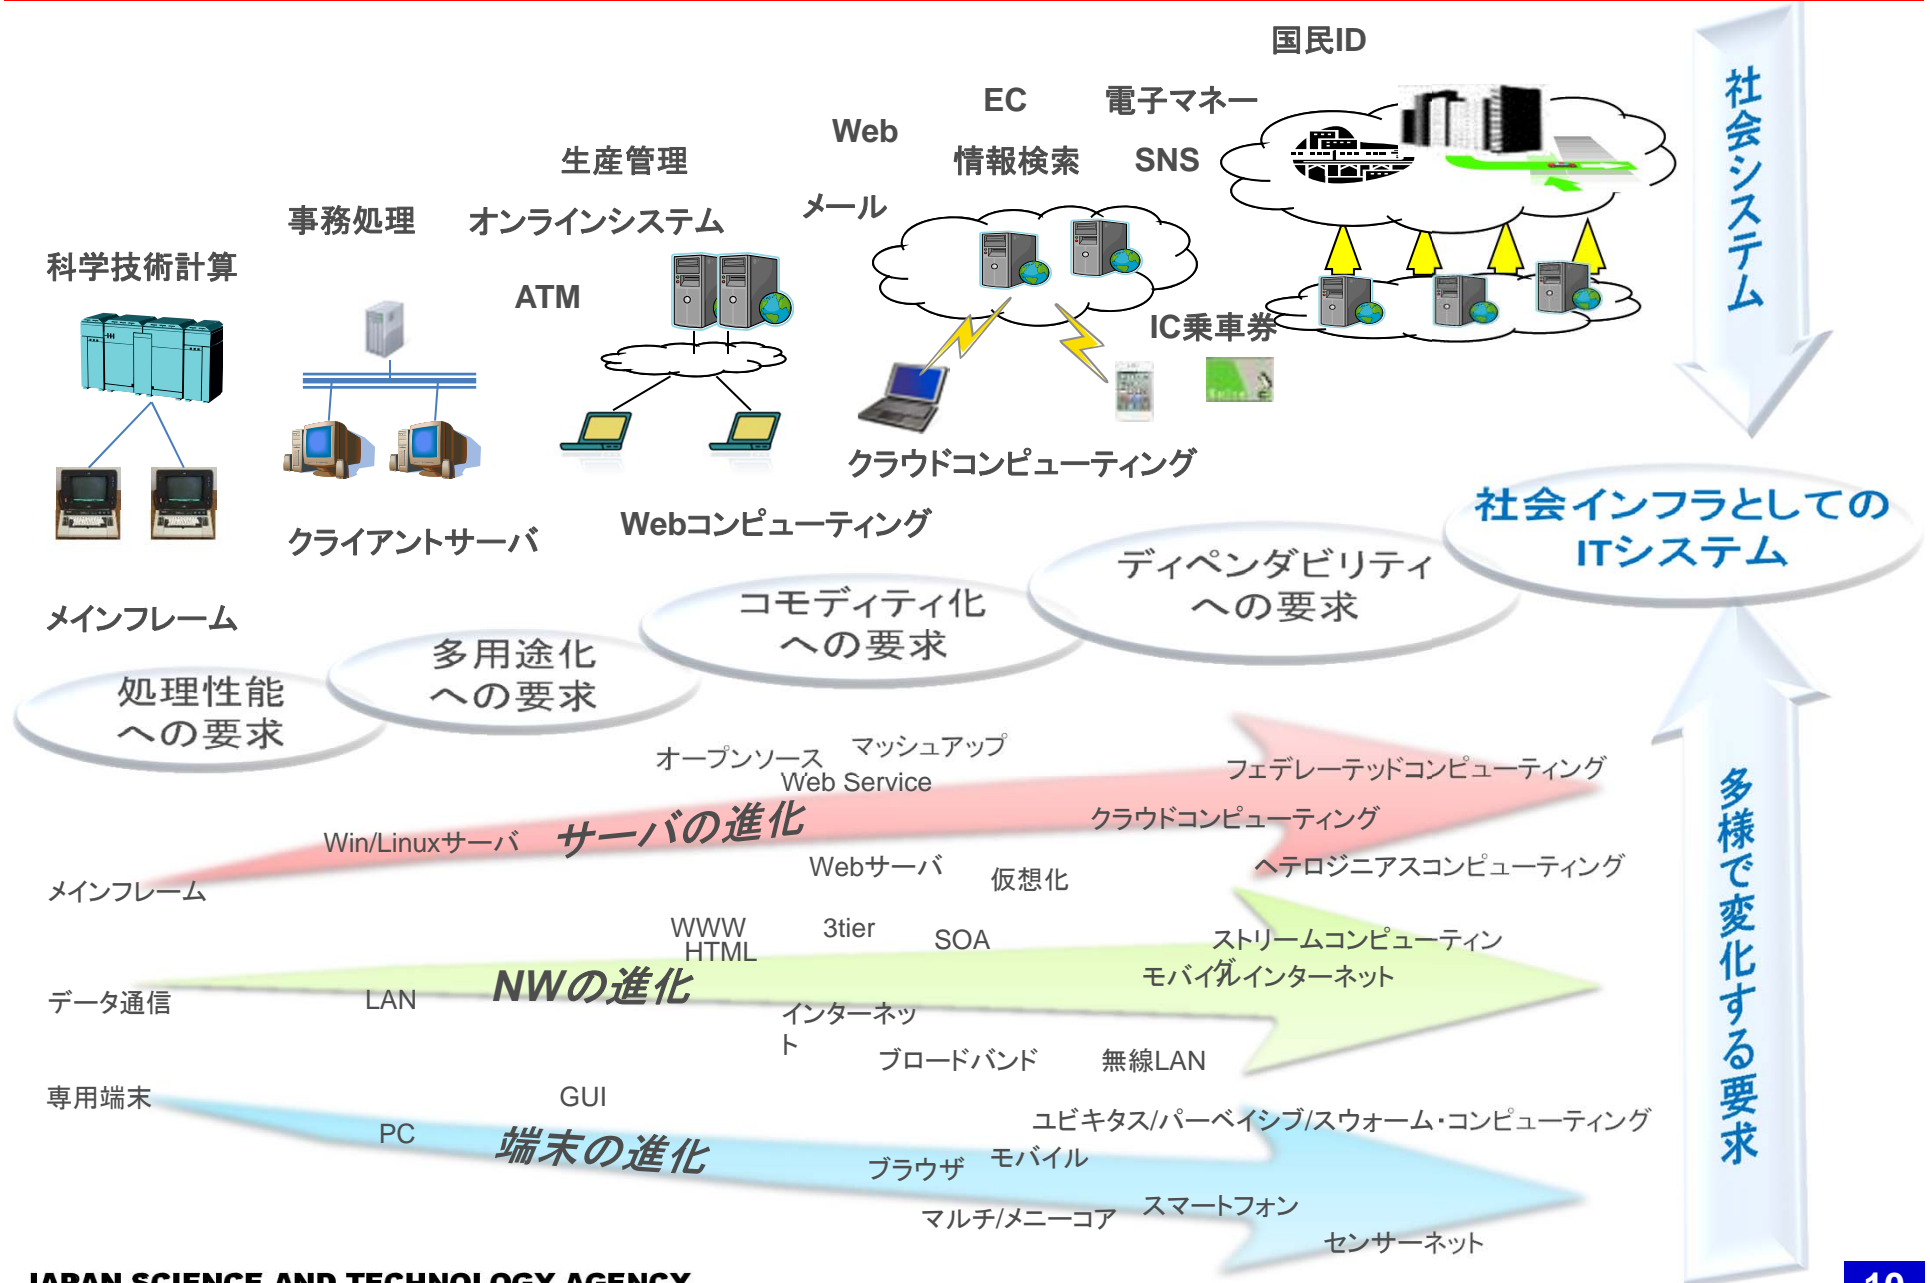 国民ID
EC
電子マネー
Web
生産管理
情報検索
SNS
メール
事務処理
オンラインシステム
科学技術計算
ATM
IC乗車券
社会システム
クラウドコンピューティング
Webコンピューティング
クライアントサーバ
メインフレーム
社会インフラとしての
ITシステム
ディペンダビリティ
への要求
コモディティ化
への要求
多用途化
への要求
処理性能
への要求
オープンソース
マッシュアップ
Web Service
フェデレーテッドコンピューティング
サーバの進化
クラウドコンピューティング
Win/Linuxサーバ
Webサーバ
仮想化
ヘテロジニアスコンピューティング
メインフレーム
WWW
HTML
3tier
SOA
ストリームコンピューティン
グ
モバイルインターネット
NWの進化
データ通信
LAN
インターネッ
ト
ブロードバンド
無線LAN
専用端末
GUI
PC
端末の進化
ユビキタス/パーベイシブ/スウォーム・コンピューティング
ブラウザ
モバイル
マルチ/メニーコア
スマートフォン
センサーネット
多様で変化する要求
JAPAN SCIENCE AND TECHNOLOGY AGENCY
10